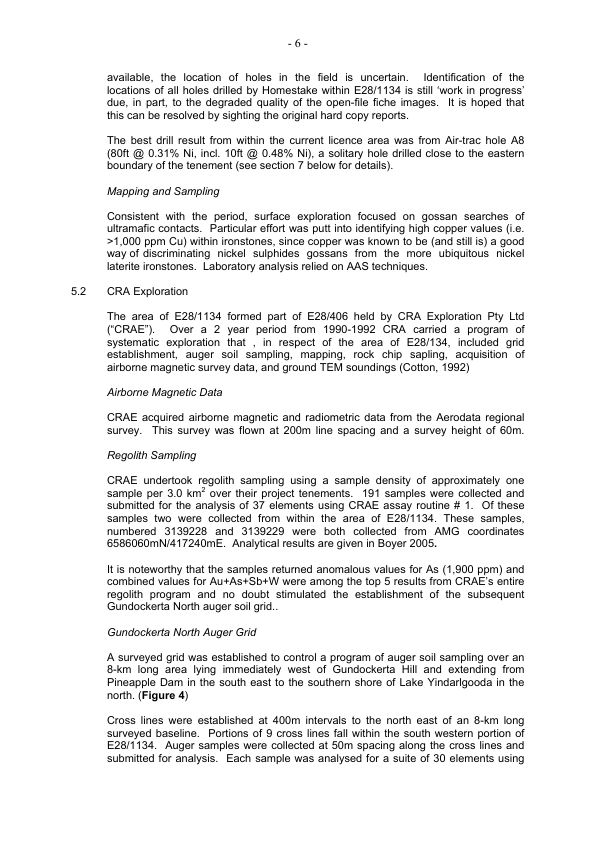 - 6 -
available, the location of holes in the field is uncertain. Identification of the
locations of all holes drilled by Homestake within E28/1134 is still ‘work in progress’
due, in part, to the degraded quality of the open-file fiche images. It is hoped that
this can be resolved by sighting the original hard copy reports.
The best drill result from within the current licence area was from Air-trac hole A8
(80ft @ 0.31% Ni, incl. 10ft @ 0.48% Ni), a solitary hole drilled close to the eastern
boundary of the tenement (see section 7 below for details).
Mapping and Sampling
Consistent with the period, surface exploration focused on gossan searches of
ultramafic contacts. Particular effort was putt into identifying high copper values (i.e.
>1,000 ppm Cu) within ironstones, since copper was known to be (and still is) a good
way of discriminating nickel sulphides gossans from the more ubiquitous nickel
laterite ironstones. Laboratory analysis relied on AAS techniques.
5.2 CRA Exploration
The area of E28/1134 formed part of E28/406 held by CRA Exploration Pty Ltd
(“CRAE”). Over a 2 year period from 1990-1992 CRA carried a program of
systematic exploration that , in respect of the area of E28/134, included grid
establishment, auger soil sampling, mapping, rock chip sapling, acquisition of
airborne magnetic survey data, and ground TEM soundings (Cotton, 1992)
Airborne Magnetic Data
CRAE acquired airborne magnetic and radiometric data from the Aerodata regional
survey. This survey was flown at 200m line spacing and a survey height of 60m.
Regolith Sampling
CRAE undertook regolith sampling using a sample density of approximately one
sample per 3.0 km² over their project tenements. 191 samples were collected and
submitted for the analysis of 37 elements using CRAE assay routine # 1. Of these
samples two were collected from within the area of E28/1134. These samples,
numbered 3139228 and 3139229 were both collected from AMG coordinates
6586060mN/417240mE. Analytical results are given in Boyer 2005.
It is noteworthy that the samples returned anomalous values for As (1,900 ppm) and
combined values for Au+As+Sb+W were among the top 5 results from CRAE’s entire
regolith program and no doubt stimulated the establishment of the subsequent
Gundockerta North auger soil grid..
Gundockerta North Auger Grid
A surveyed grid was established to control a program of auger soil sampling over an
8-km long area lying immediately west of Gundockerta Hill and extending from
Pineapple Dam in the south east to the southern shore of Lake Yindarlgooda in the
north. (Figure 4)
Cross lines were established at 400m intervals to the north east of an 8-km long
surveyed baseline. Portions of 9 cross lines fall within the south western portion of
E28/1134. Auger samples were collected at 50m spacing along the cross lines and
submitted for analysis. Each sample was analysed for a suite of 30 elements using